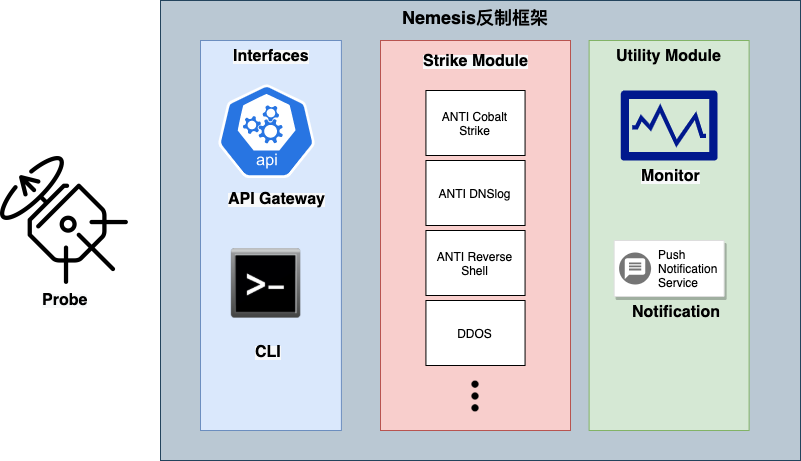 Nemesis反制框架
Interfaces
api
API Gateway
>_
CLI
Strike Module
ANTI Cobalt
Strike
ANTI DNSlog
ANTI Reverse
Shell
DDOS
Utility Module
Monitor
Push
Notification
Service
Notification
Probe